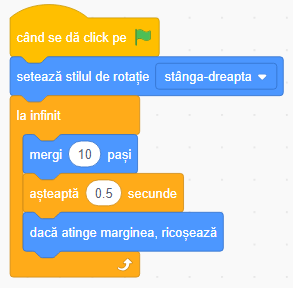 când se dă click pe
setează stilul de rotație stânga-dreapta
la infinit
mergi 10 pași
așteaptă 0.5 secunde
dacă atinge marginea, ricoșează